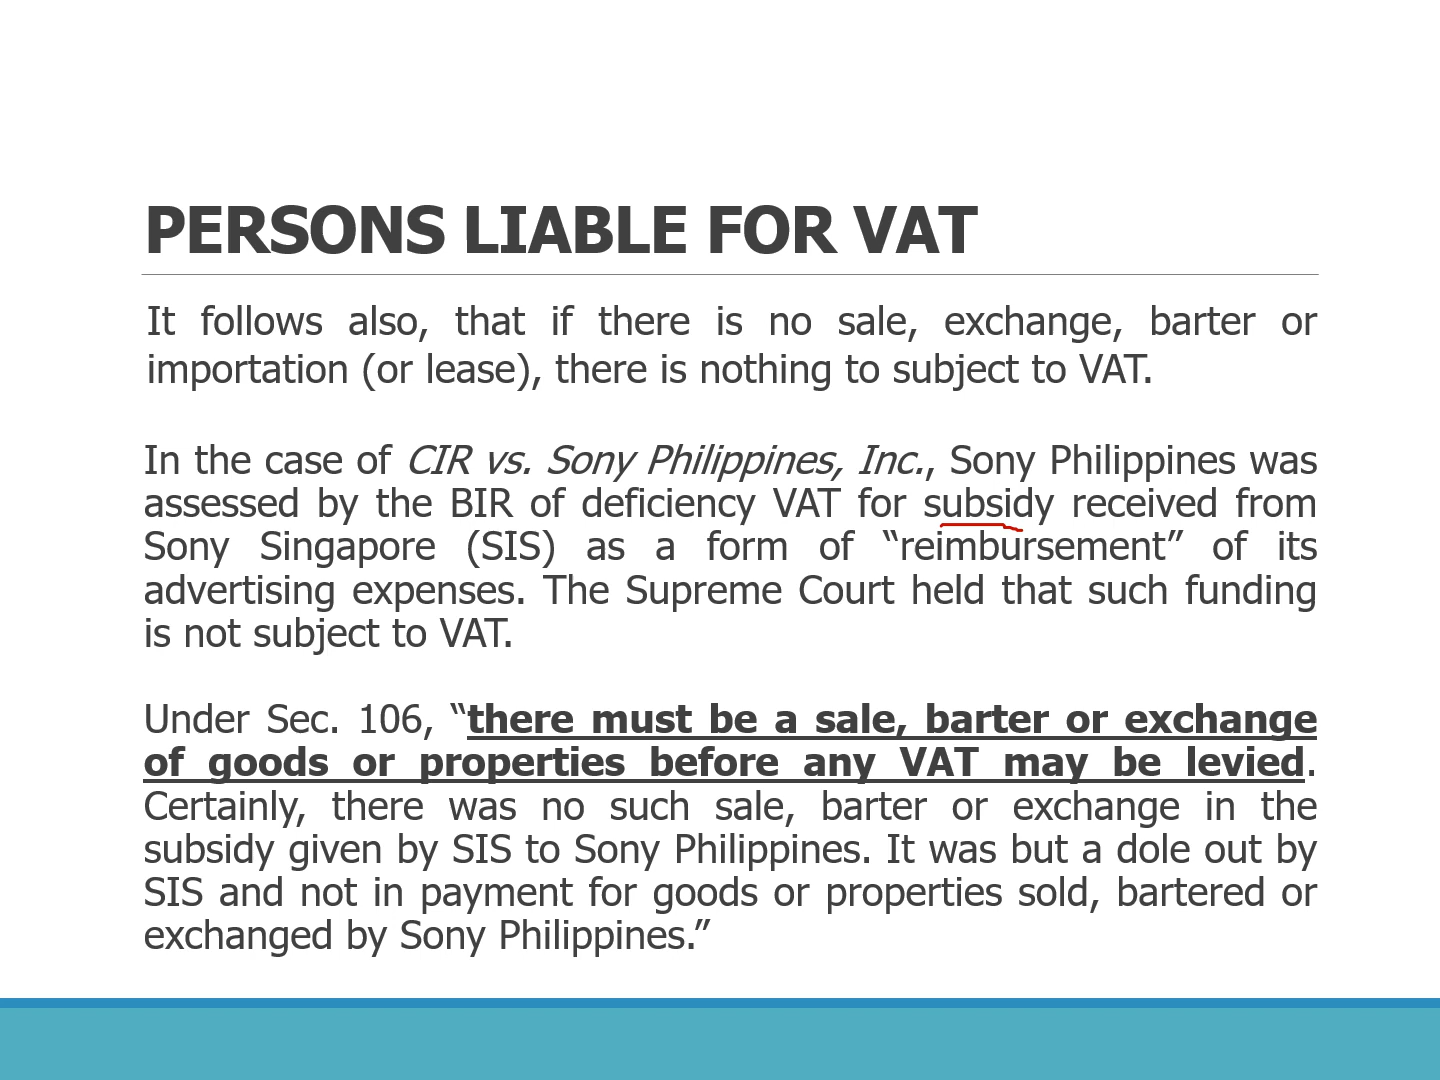 PERSONS LIABLE FOR VAT
It follows also, that if there is no sale, exchange, barter or
importation (or lease), there is nothing to subject to VAT.
In the case of CIR vs. Sony Philippines, Inc., Sony Philippines was
assessed by the BIR of deficiency VAT for subsidy received from
Sony Singapore (SIS) as a form of “reimbursement” of its
advertising expenses. The Supreme Court held that such funding
is not subject to VAT.
Under Sec. 106, “there must be a sale, barter or exchange
of goods or properties before any VAT may be levied.
Certainly, there was no such sale, barter or exchange in the
subsidy given by SIS to Sony Philippines. It was but a dole out by
SIS and not in payment for goods or properties sold, bartered or
exchanged by Sony Philippines.”